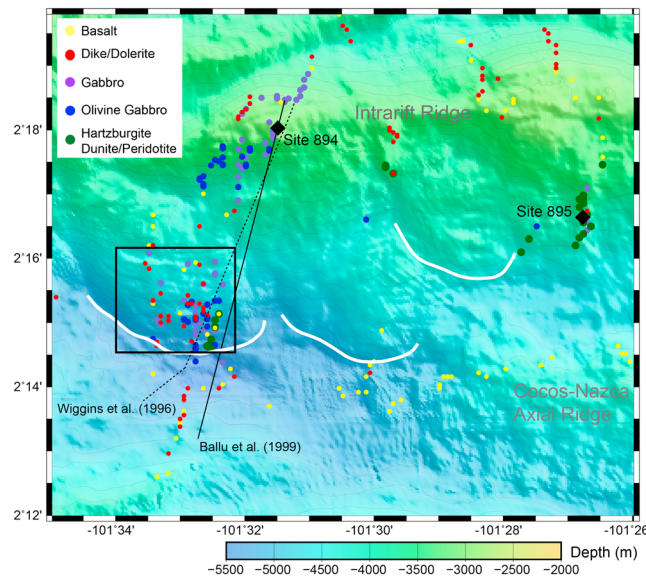 Basalt
Dike/Dolerite
Gabbro
Olivine Gabbro
Hartzburgite
Dunite/Peridotite
Intrarift Ridge
Site 894
Site 895
Cocos-Nazca
Axial Ridge
Wiggins et al. (1996)
Ballu et al. (1999)
2°18'
2°16'
2°14'
2°12'
-101°34' -101°32' -101°30' -101°28' -101°26'
Depth (m)
−5500 −5000 −4500 −4000 −3500 −3000 −2500 −2000